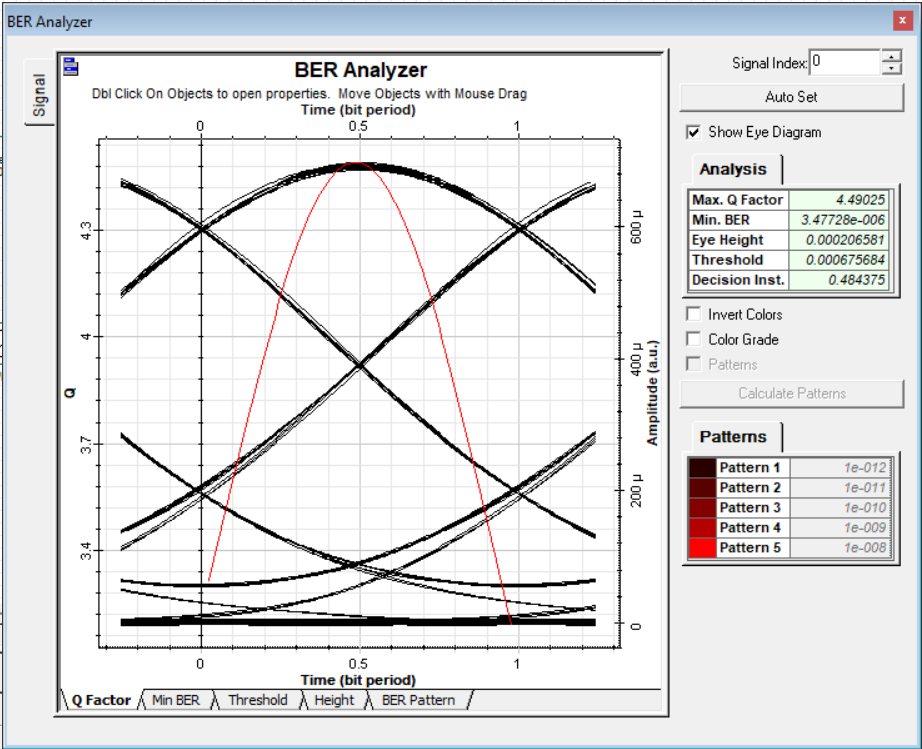 BER Analyzer
x
Signal
BER Analyzer
Dbl Click On Objects to open properties. Move Objects with Mouse Drag
Time (bit period)
0 0.5 1
Q
4.3
4
3.7
3.4
600 µ
400 µ
200 µ
0
Amplitude (a.u.)
0 0.5 1
Time (bit period)
Q Factor Min BER Threshold Height BER Pattern
Signal Index: 0
Auto Set
Show Eye Diagram
Analysis
Max. Q Factor 4.49025
Min. BER 3.47728e-006
Eye Height 0.000206581
Threshold 0.000675684
Decision Inst. 0.484375
Invert Colors
Color Grade
Patterns
Calculate Patterns
Patterns
Pattern 1 1e-012
Pattern 2 1e-011
Pattern 3 1e-010
Pattern 4 1e-009
Pattern 5 1e-008